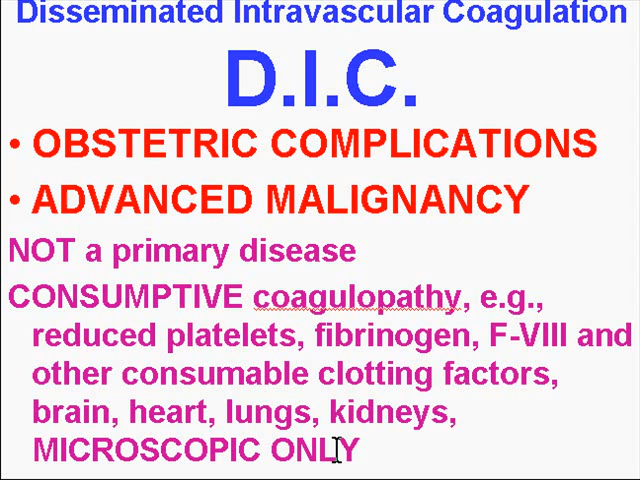 Disseminated Intravascular Coagulation
D.I.C.
• OBSTETRIC COMPLICATIONS
• ADVANCED MALIGNANCY
NOT a primary disease
CONSUMPTIVE coagulopathy, e.g.,
reduced platelets, fibrinogen, F-VIII and
other consumable clotting factors,
brain, heart, lungs, kidneys,
MICROSCOPIC ONLY